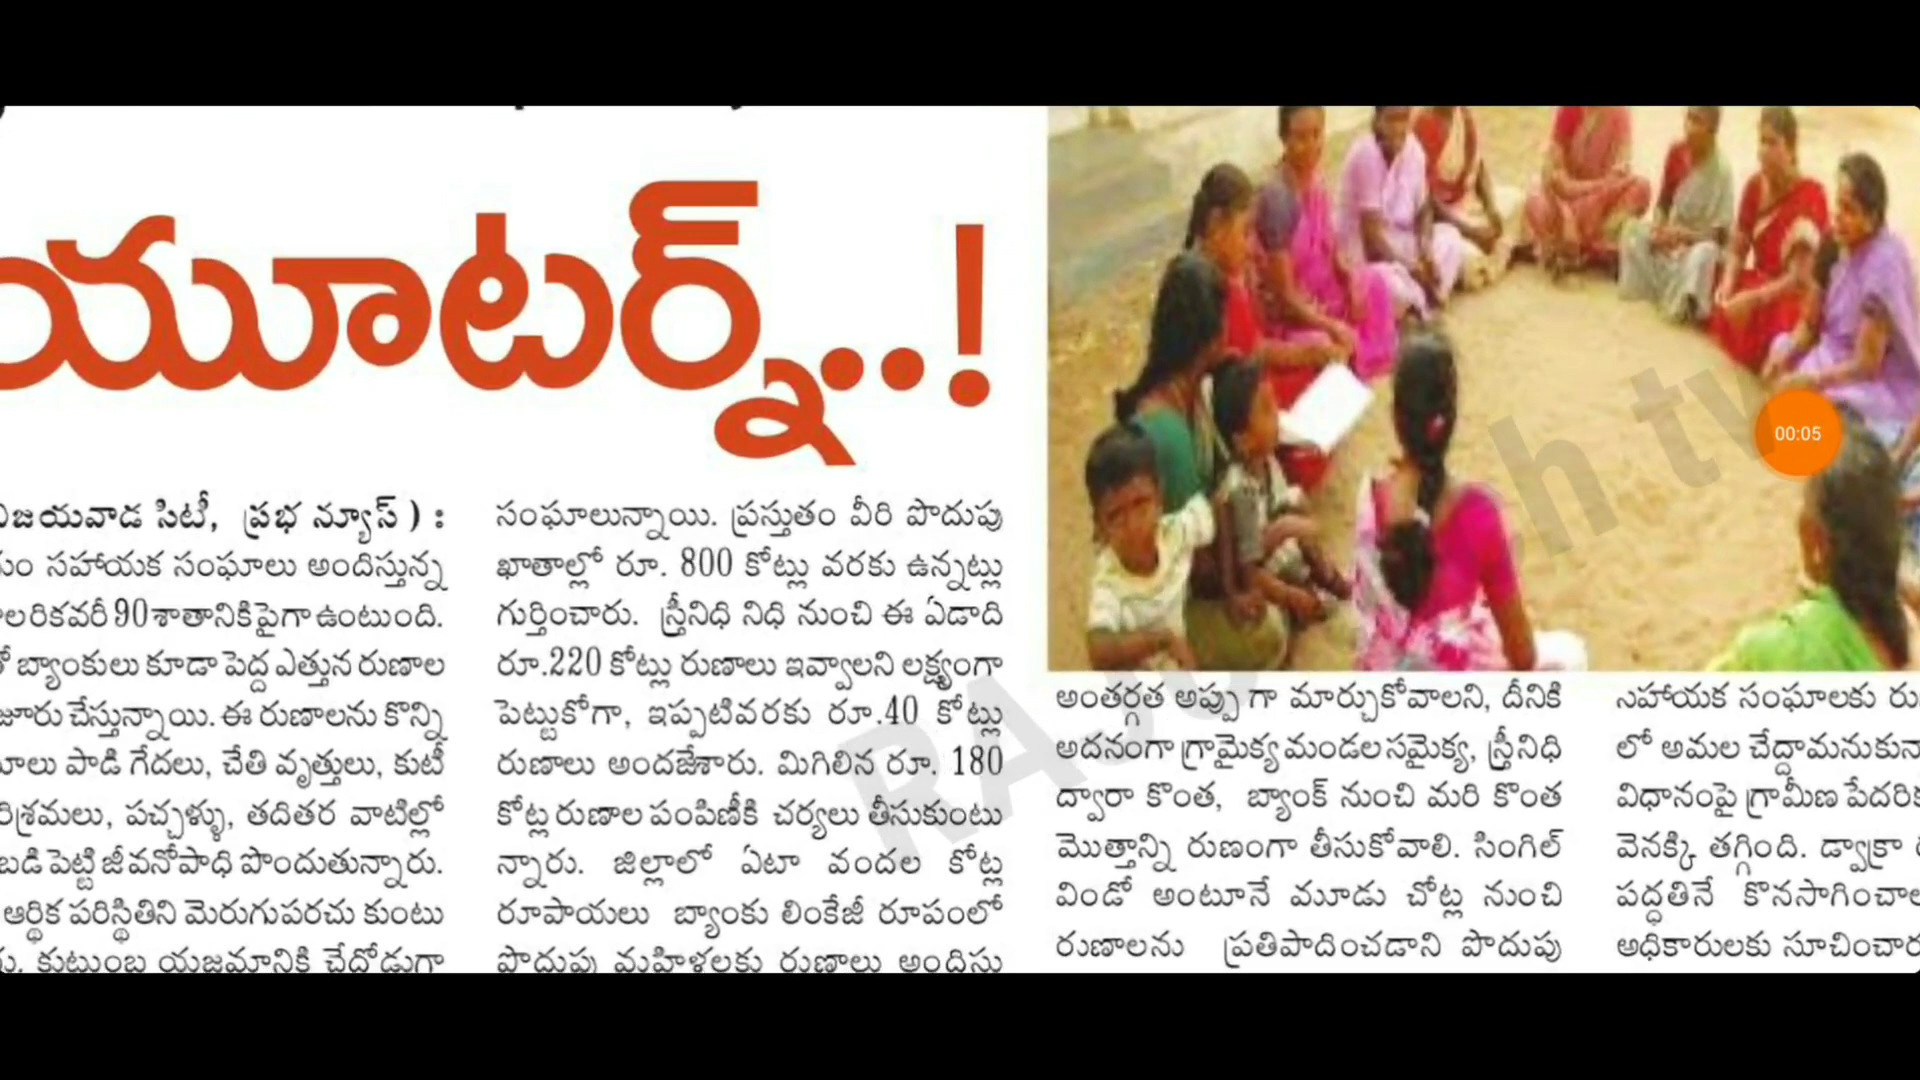 యూటర్న్..!
విజయవాడ సిటీ, ప్రభ న్యూస్ ) :
సహాయక సంఘాలు అందిస్తున్న
90 శాతానికిపైగా ఉంటుంది.
బ్యాంకులు కూడా పెద్ద ఎత్తున రుణాల
చేస్తున్నాయి. ఈ రుణాలను కొన్ని
పాడి గేదలు, చేతి వృత్తులు, కుటీ
పచ్చళ్ళు, తదితర వాటిల్లో
జీవనోపాధి పొందుతున్నారు.
ఆర్థిక పరిస్థితిని మెరుగుపరచు కుంటు
కుటుంబ యజమానికి చేదోడుగా
సంఘాలున్నాయి. ప్రస్తుతం వీరి పొదుపు
ఖాతాల్లో రూ. 800 కోట్లు వరకు ఉన్నట్లు
గుర్తించారు. స్త్రీనిధి నిధి నుంచి ఈ ఏడాది
రూ.220 కోట్లు రుణాలు ఇవ్వాలని లక్ష్యంగా
పెట్టుకోగా, ఇప్పటివరకు రూ.40 కోట్లు
రుణాలు అందజేశారు. మిగిలిన రూ. 180
కోట్ల రుణాల పంపిణీకి చర్యలు తీసుకుంటు
న్నారు. జిల్లాలో ఏటా వందల కోట్ల
రూపాయలు బ్యాంకు లింకేజీ రూపంలో
పొదుపు మహిళలకు రుణాలు అందిస్తు
అంతర్గత అప్పు గా మార్చుకోవాలని, దీనికి
అదనంగా గ్రామైక్య మండల సమైక్య, స్త్రీ నిధి
ద్వారా కొంత, బ్యాంక్ నుంచి మరి కొంత
మొత్తాన్ని రుణంగా తీసుకోవాలి. సింగిల్
విండో అంటూనే మూడు చోట్ల నుంచి
రుణాలను ప్రతిపాదించడాని పొదుపు
సహాయక సంఘాలకు రు
లో అమల చేద్దామనుకున్నా
విధానంపై గ్రామీణ పేదరిక
వెనక్కి తగ్గింది. డ్వాక్రా
పద్ధతినే కొనసాగించాల
అధికారులకు సూచించార
00:05